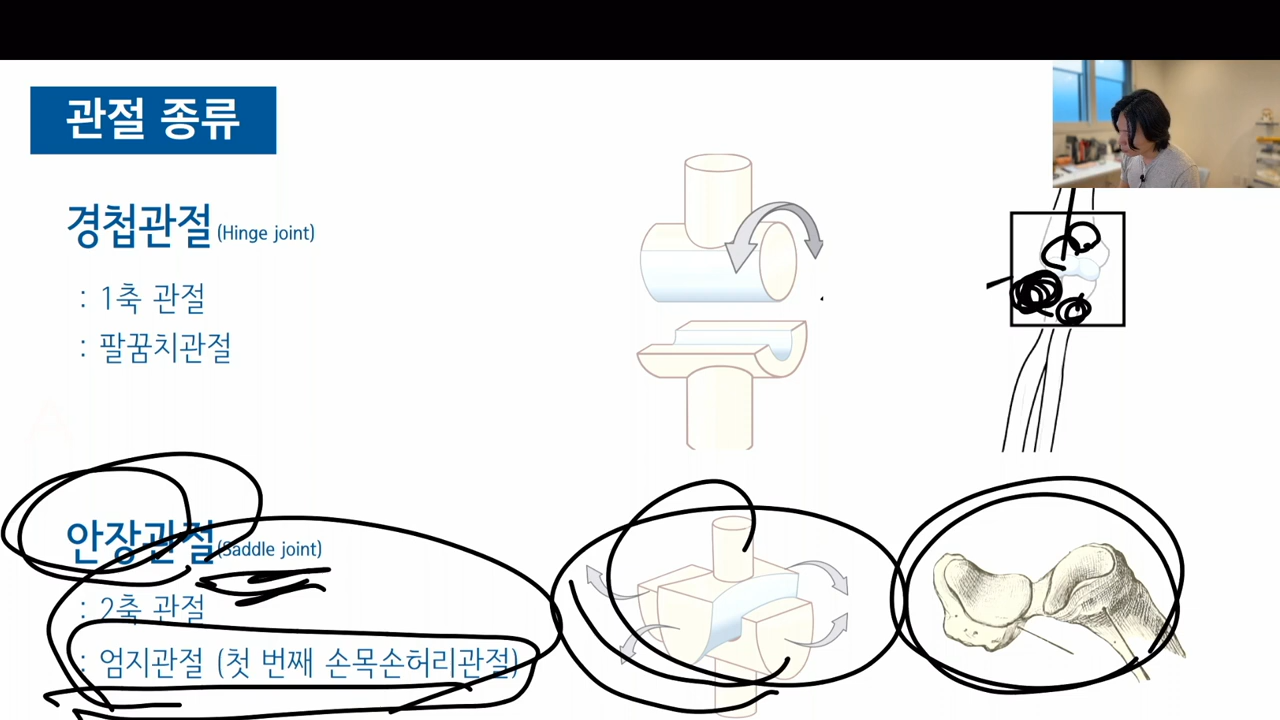 관절 종류
경첩관절(Hinge joint)
: 1축 관절
: 팔꿈치관절
안장관절(Saddle joint)
: 2축 관절
: 엄지관절 (첫 번째 손목손허리관절)